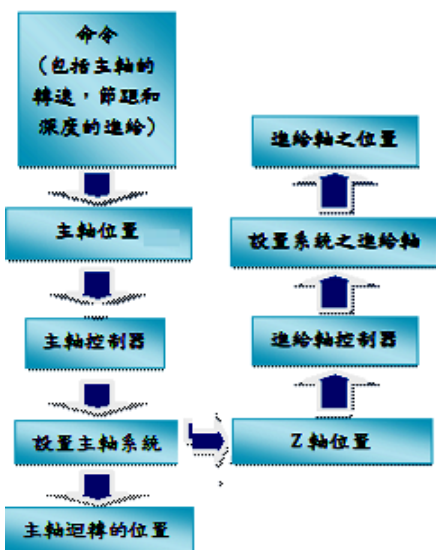 命令
(包括主軸的
轉速，節距和
深度的進給)
主軸位置
主軸控制器
設置主軸系統
主軸迴轉的位置
Z 軸位置
進給軸控制器
設置系統之進給軸
進給軸之位置